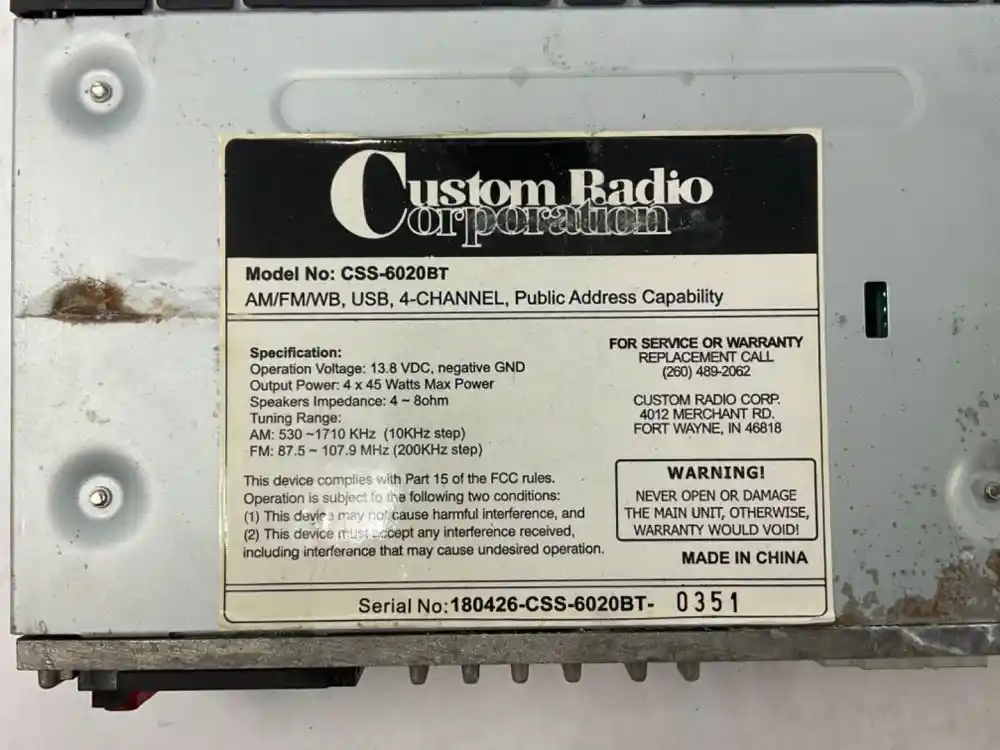 Custom Radio
Corporation
Model No: CSS-6020BT
AM/FM/WB, USB, 4-CHANNEL, Public Address Capability
Specification:
Operation Voltage: 13.8 VDC, negative GND
Output Power: 4 x 45 Watts Max Power
Speakers Impedance: 4 ~ 8ohm
Tuning Range:
AM: 530 ~1710 KHz (10KHz step)
FM: 87.5 ~ 107.9 MHz (200KHz step)
This device complies with Part 15 of the FCC rules.
Operation is subject to the following two conditions:
(1) This device may not cause harmful interference, and
(2) This device must accept any interference received,
including interference that may cause undesired operation.
FOR SERVICE OR WARRANTY
REPLACEMENT CALL
(260) 489-2062
CUSTOM RADIO CORP.
4012 MERCHANT RD.
FORT WAYNE, IN 46818
WARNING!
NEVER OPEN OR DAMAGE
THE MAIN UNIT, OTHERWISE,
WARRANTY WOULD VOID!
MADE IN CHINA
Serial No:180426-CSS-6020BT- 0351